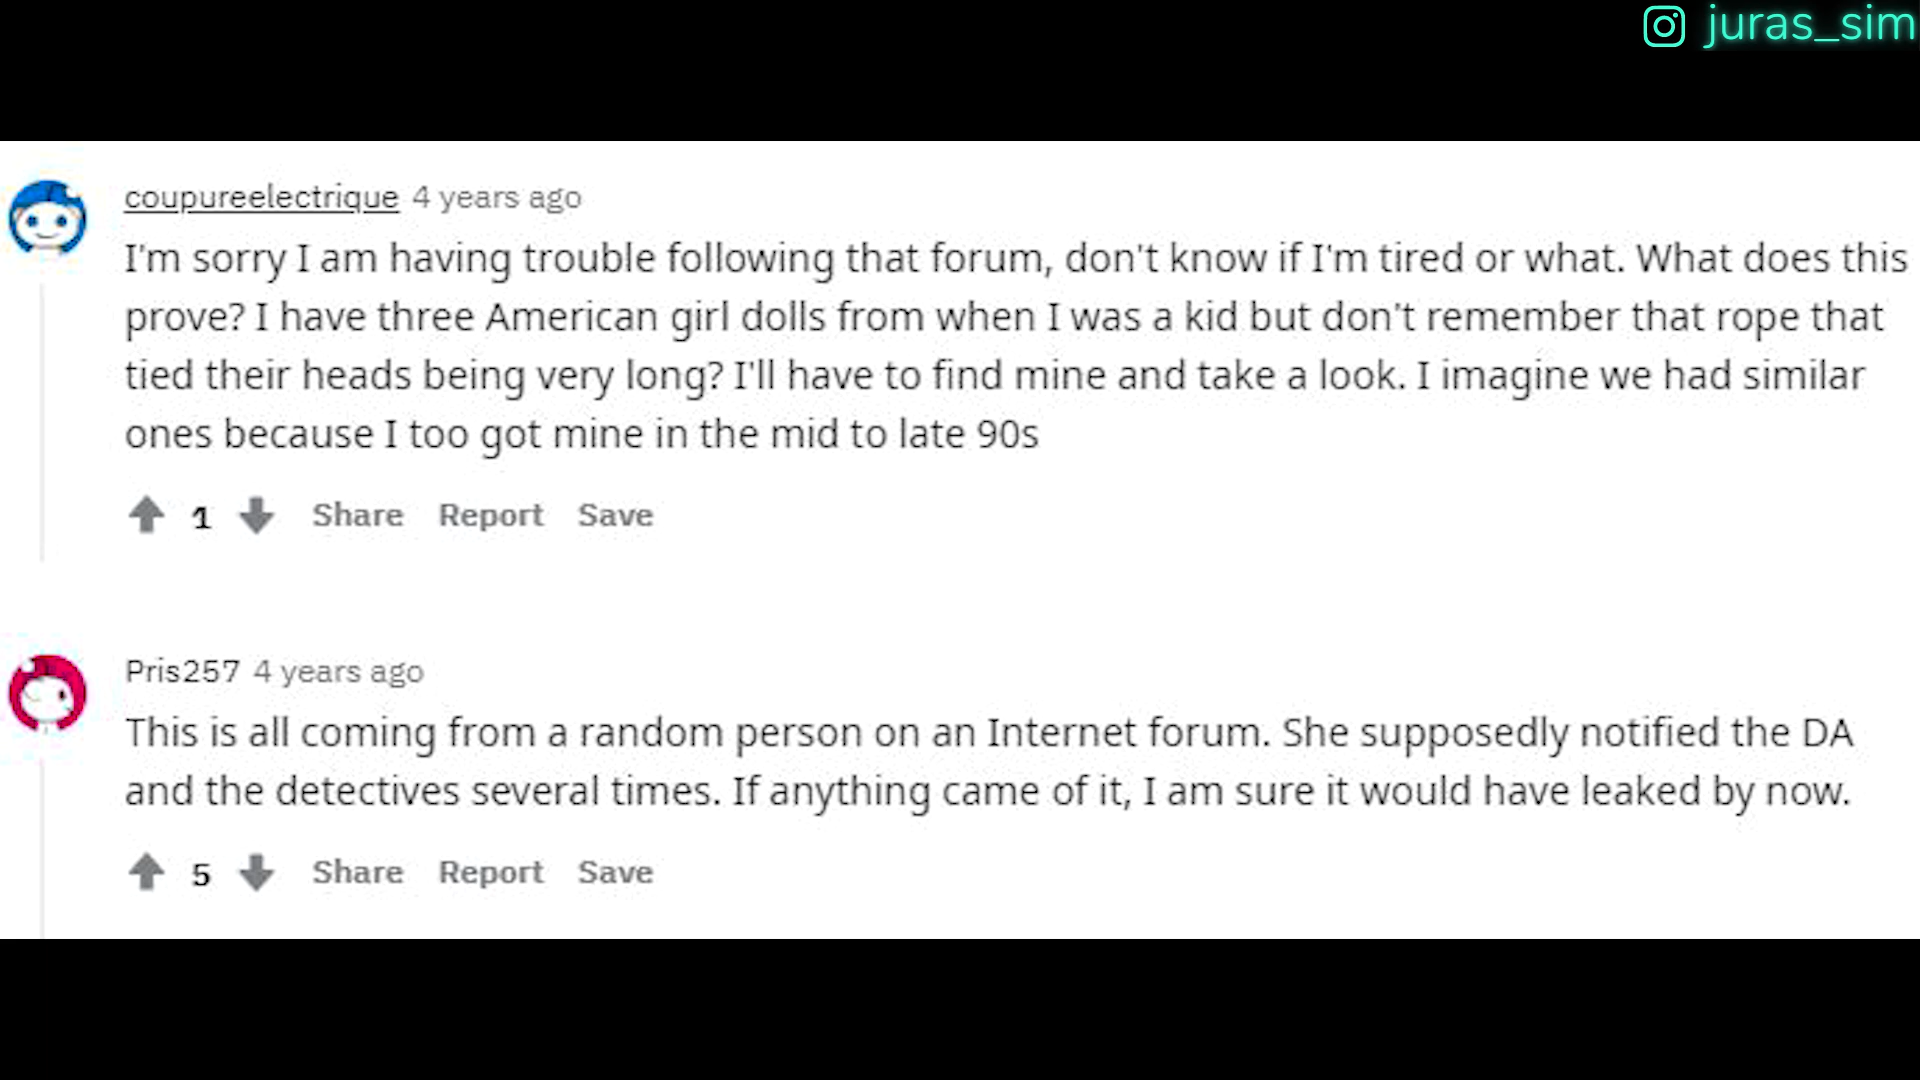 juras_sim
coupureelectrique 4 years ago
I'm sorry I am having trouble following that forum, don't know if I'm tired or what. What does this
prove? I have three American girl dolls from when I was a kid but don't remember that rope that
tied their heads being very long? I'll have to find mine and take a look. I imagine we had similar
ones because I too got mine in the mid to late 90s
1 Share Report Save
Pris257 4 years ago
This is all coming from a random person on an Internet forum. She supposedly notified the DA
and the detectives several times. If anything came of it, I am sure it would have leaked by now.
5 Share Report Save